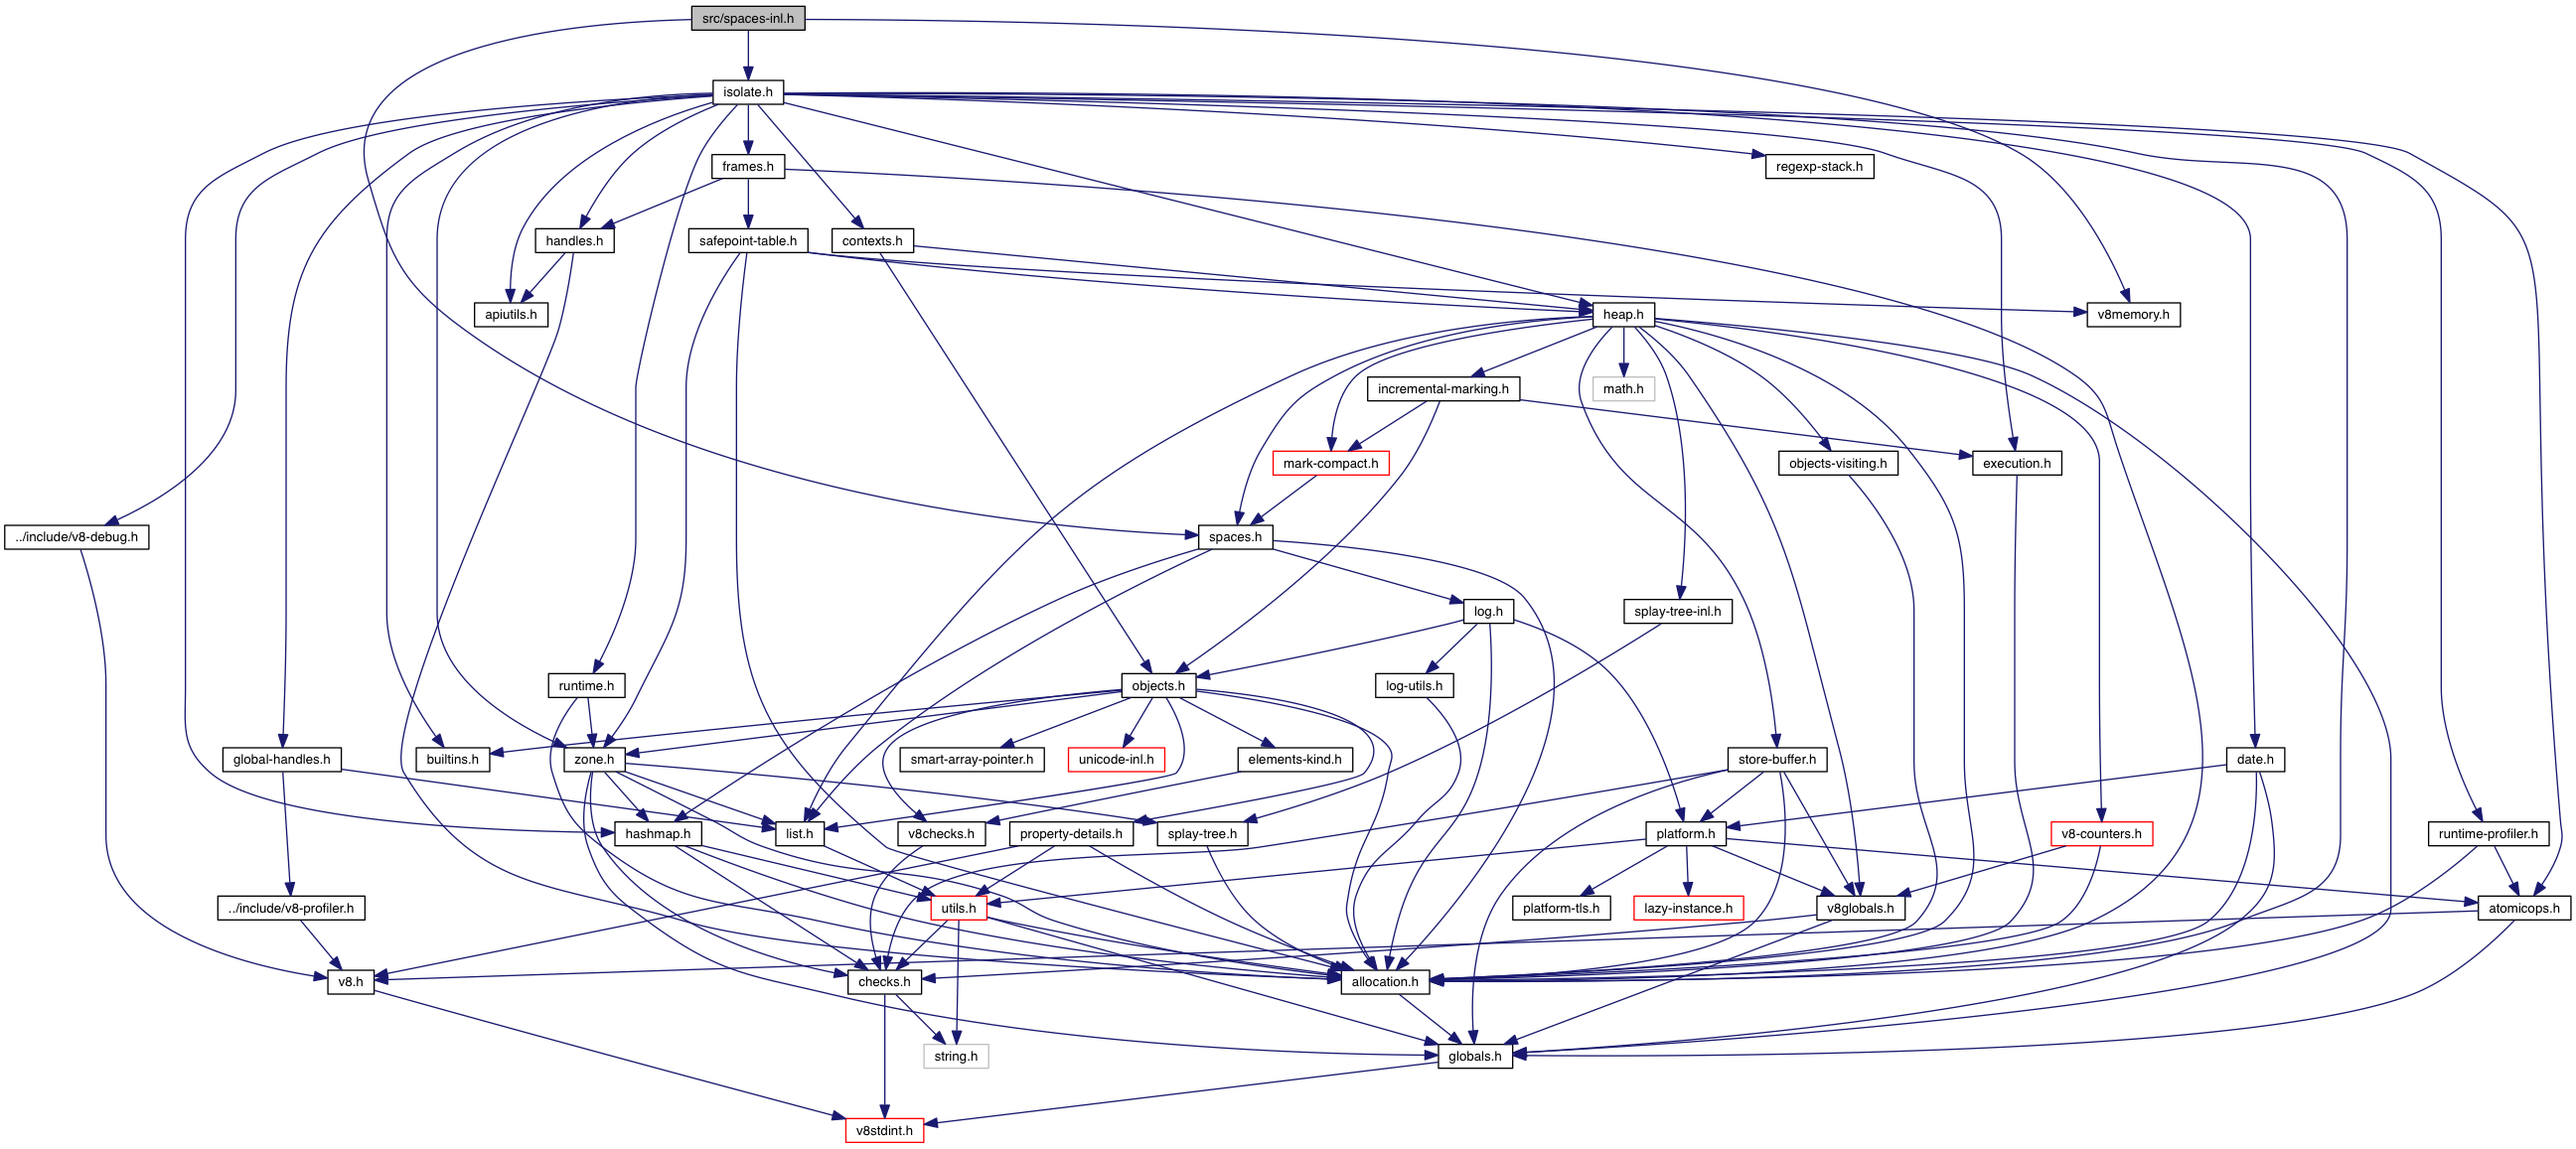 src/spaces-inl.h
isolate.h
frames.h
regexp-stack.h
handles.h
safepoint-table.h
contexts.h
apiutils.h
heap.h
v8memory.h
incremental-marking.h
math.h
mark-compact.h
objects-visiting.h
execution.h
../include/v8-debug.h
spaces.h
log.h
splay-tree-inl.h
runtime.h
objects.h
log-utils.h
global-handles.h
builtins.h
zone.h
smart-array-pointer.h
unicode-inl.h
elements-kind.h
store-buffer.h
date.h
hashmap.h
list.h
v8checks.h
property-details.h
splay-tree.h
platform.h
v8-counters.h
runtime-profiler.h
../include/v8-profiler.h
utils.h
platform-tls.h
lazy-instance.h
v8globals.h
atomicops.h
v8.h
checks.h
allocation.h
string.h
globals.h
v8stdint.h